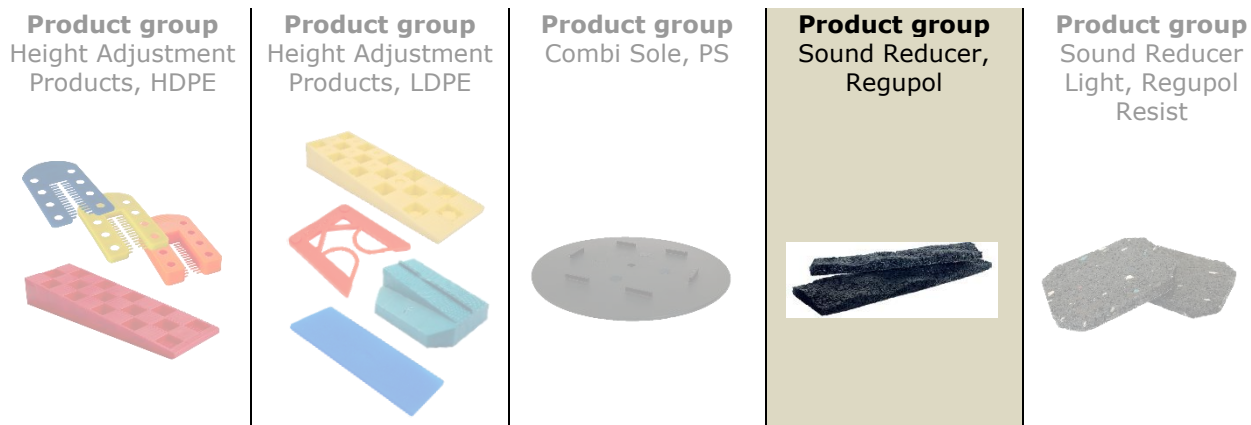 Product group
Height Adjustment
Products, HDPE
Product group
Height Adjustment
Products, LDPE
Product group
Combi Sole, PS
Product group
Sound Reducer,
Regupol
Product group
Sound Reducer
Light, Regupol
Resist